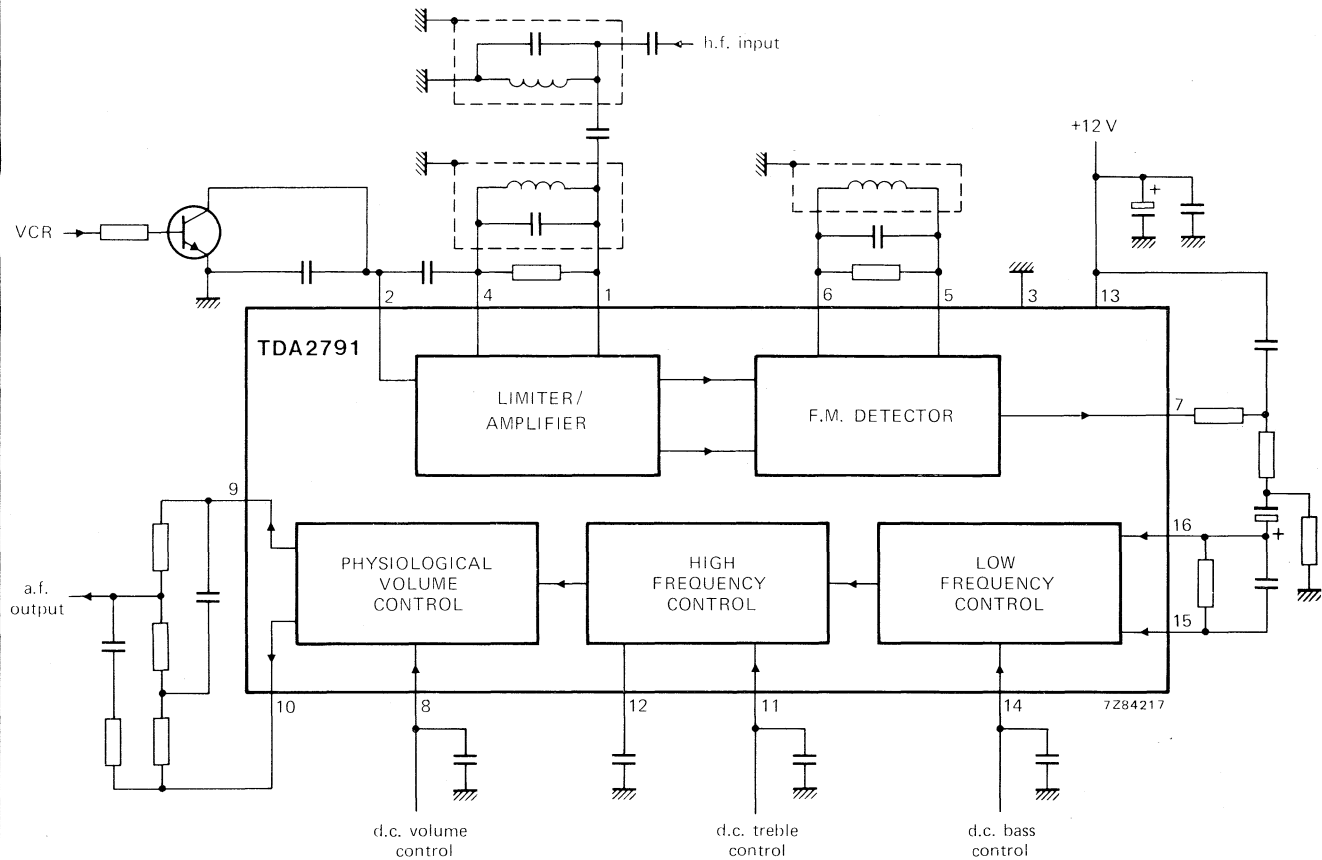 h.f. input
+12 V
+
VCR
2
4
1
6
5
3
13
TDA2791
LIMITER/
AMPLIFIER
F.M. DETECTOR
7
9
16
+
PHYSIOLOGICAL
VOLUME
CONTROL
HIGH
FREQUENCY
CONTROL
LOW
FREQUENCY
CONTROL
a.f.
output
15
10
8
12
11
14
7Z84217
d.c. volume
control
d.c. treble
control
d.c. bass
control